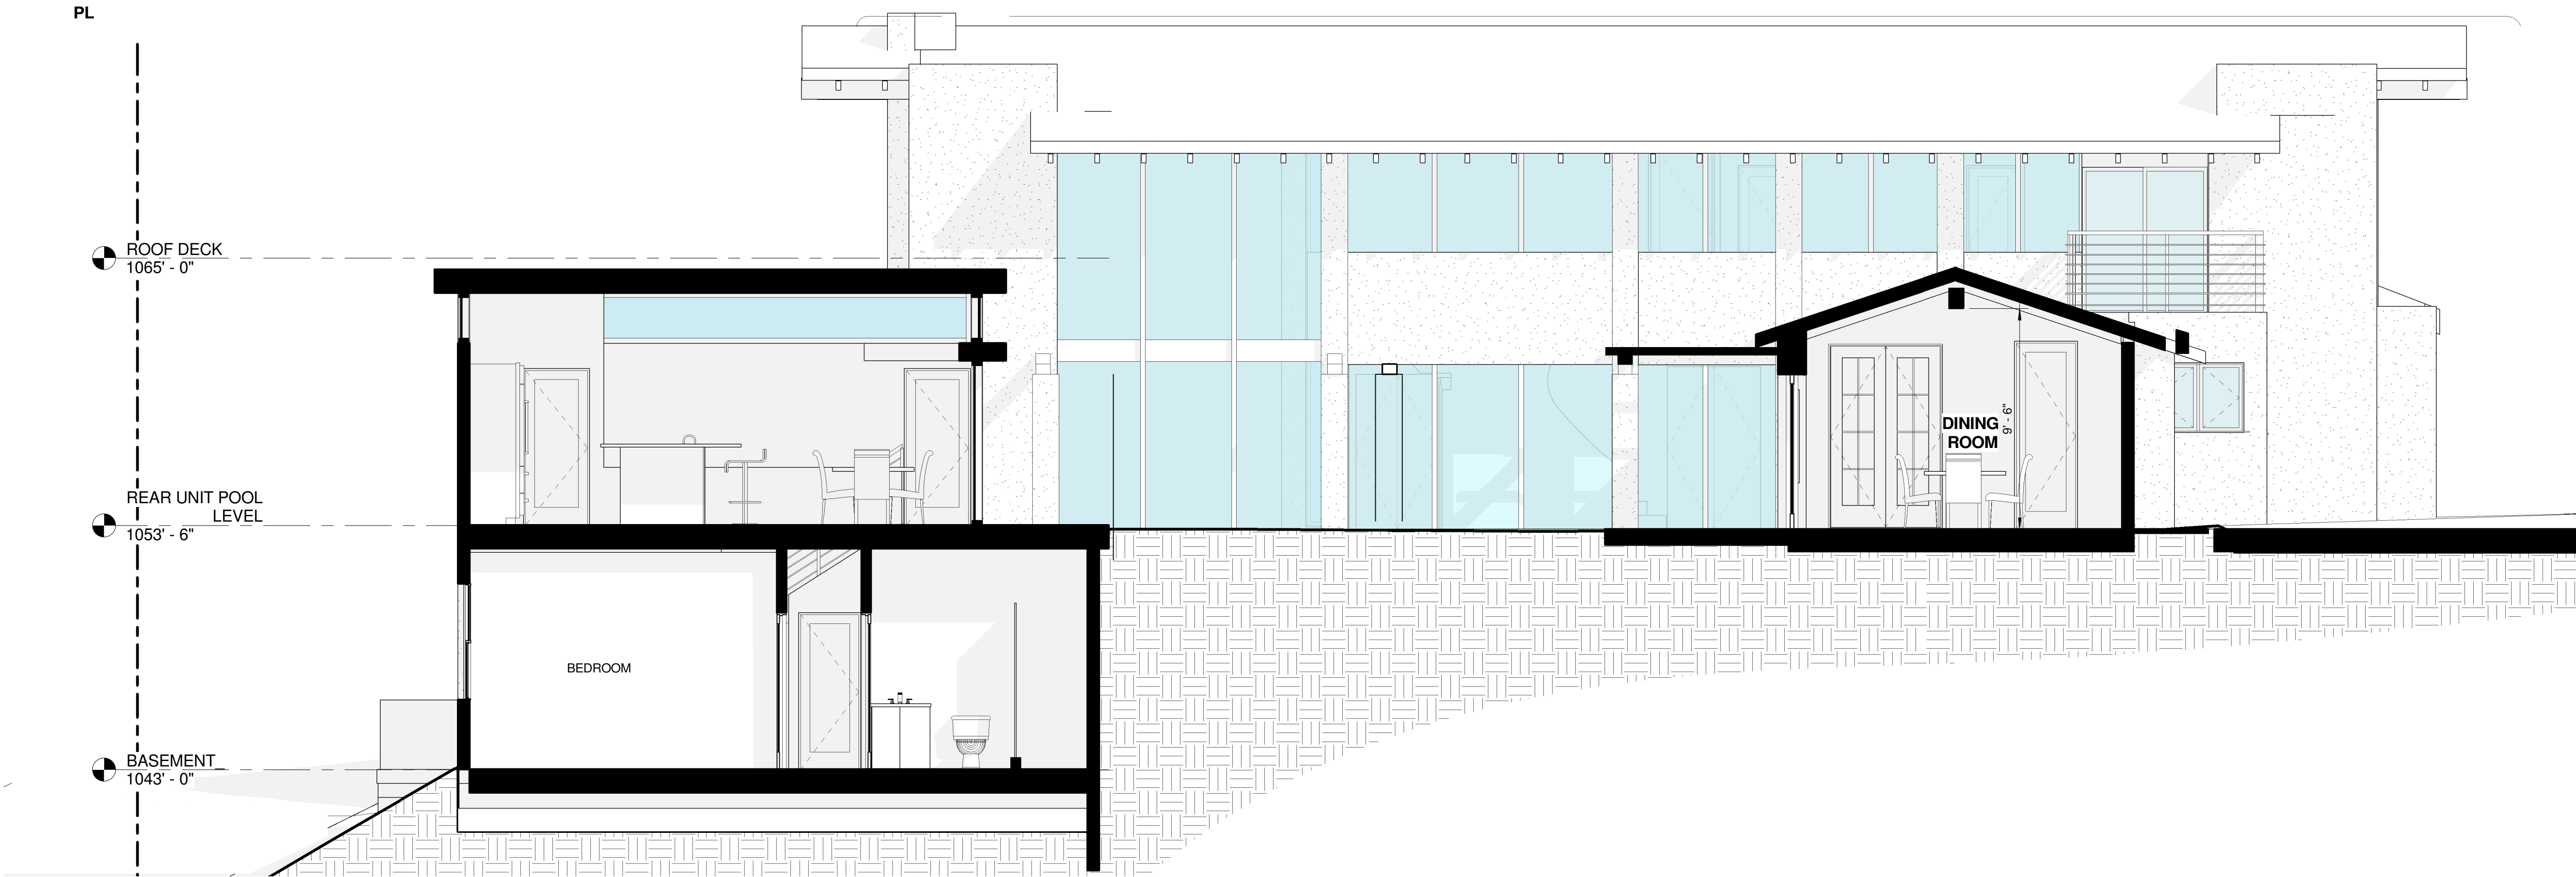 PL
ROOF DECK
1065' - 0"
REAR UNIT POOL
LEVEL
1053' - 6"
DINING
ROOM
9' - 6"
BEDROOM
BASEMENT
1043' - 0"